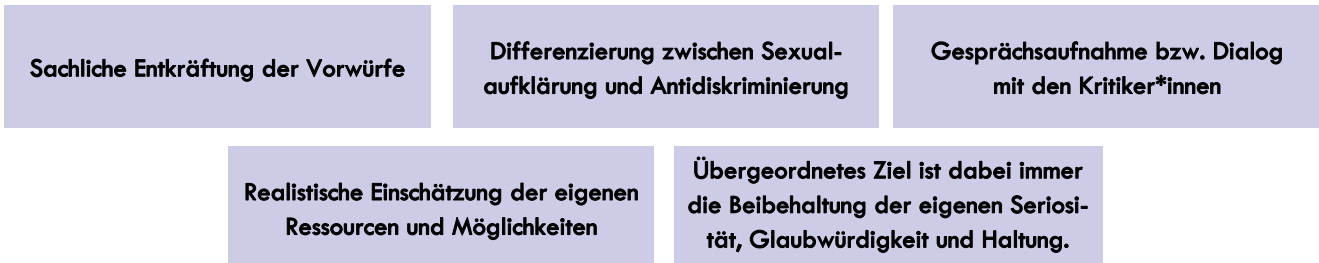 Sachliche Entkräftung der Vorwürfe
Differenzierung zwischen Sexual-
aufklärung und Antidiskriminierung
Gesprächsaufnahme bzw. Dialog
mit den Kritiker*innen
Realistische Einschätzung der eigenen
Ressourcen und Möglichkeiten
Übergeordnetes Ziel ist dabei immer
die Beibehaltung der eigenen Seriosi-
tät, Glaubwürdigkeit und Haltung.